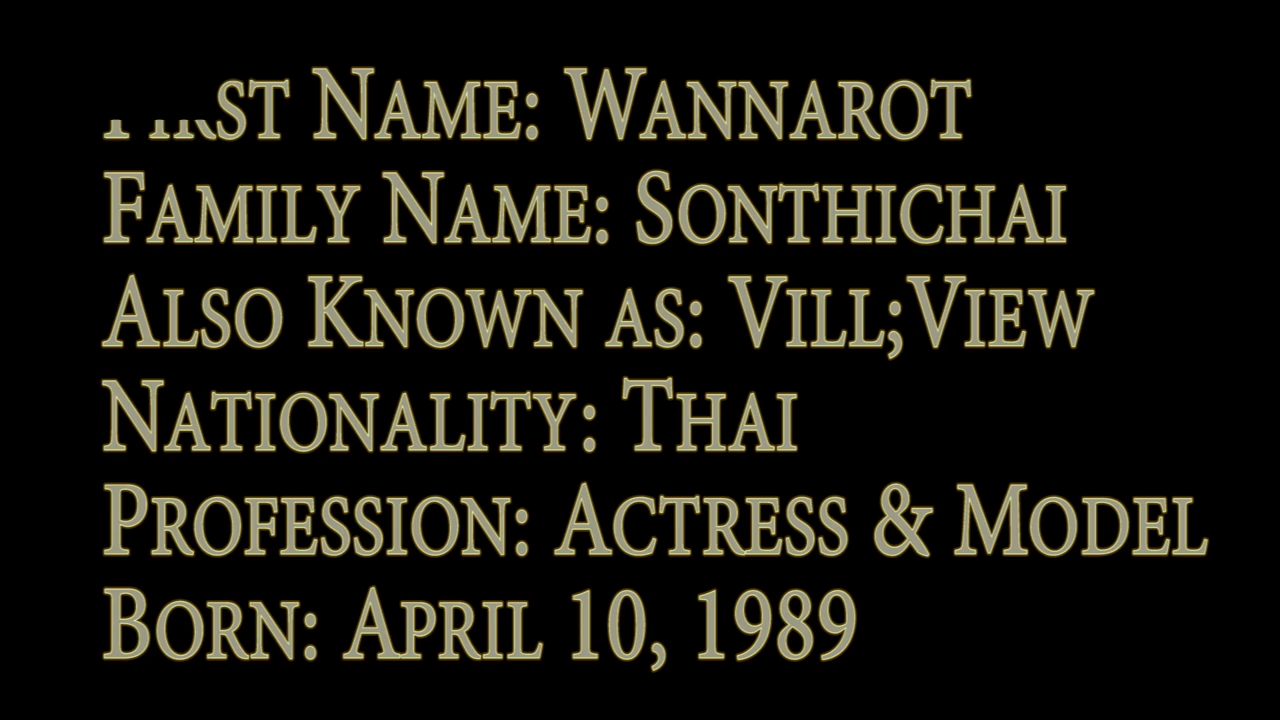 First Name: Wannarot
Family Name: Sonthichai
Also Known as: Vill;View
Nationality: Thai
Profession: Actress & Model
Born: April 10, 1989